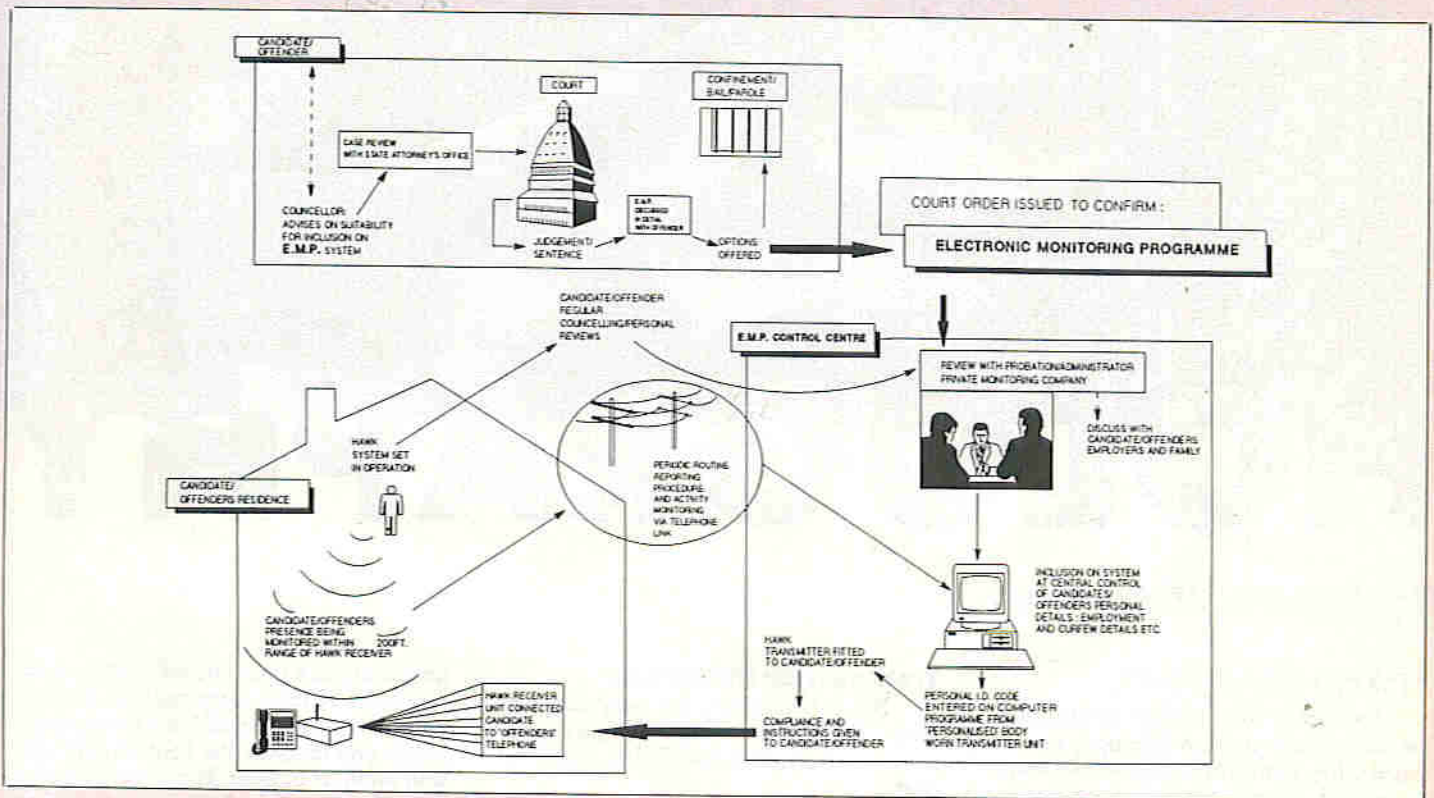 CANDIDATE/
OFFENDER
COURT
CONFINEMENT/
BAIL/PAROLE
CASE REVIEW
WITH STATE ATTORNEY'S OFFICE
COUNCELLOR:
ADVISES ON SUITABILITY
FOR INCLUSION ON
E.M.P. SYSTEM
JUDGEMENT/
SENTENCE
E.M.P.
DISCUSSED
IN DETAIL
WITH OFFENDER
OPTIONS
OFFERED
COURT ORDER ISSUED TO CONFIRM :
ELECTRONIC MONITORING PROGRAMME
CANDIDATE/OFFENDER
REGULAR
COUNCELLING/PERSONAL
REVIEWS
E.M.P. CONTROL CENTRE
REVIEW WITH PROBATION/ADMINISTRATOR
PRIVATE MONITORING COMPANY
DISCUSS WITH
CANDIDATE/OFFENDERS
EMPLOYERS AND FAMILY
HAWK
SYSTEM SET
IN OPERATION
CANDIDATE/
OFFENDERS RESIDENCE
PERIODIC ROUTINE
REPORTING
PROCEDURE
AND ACTIVITY
MONITORING
VIA TELEPHONE
LINK
INCLUSION ON SYSTEM
AT CENTRAL CONTROL
OF CANDIDATES/
OFFENDERS PERSONAL
DETAILS : EMPLOYMENT
AND CURFEW DETAILS ETC.
CANDIDATE/OFFENDERS
PRESENCE BEING
MONITORED WITHIN 200FT.
RANGE OF HAWK RECEIVER
HAWK
TRANSMITTER FITTED
TO CANDIDATE/OFFENDER
HAWK RECEIVER
UNIT CONNECTED
CANDIDATE
TO 'OFFENDERS'
TELEPHONE
COMPLIANCE AND
INSTRUCTIONS GIVEN
TO CANDIDATE/OFFENDER
PERSONAL I.D. CODE
ENTERED ON COMPUTER
PROGRAMME FROM
'PERSONALISED' BODY
WORN TRANSMITTER UNIT: